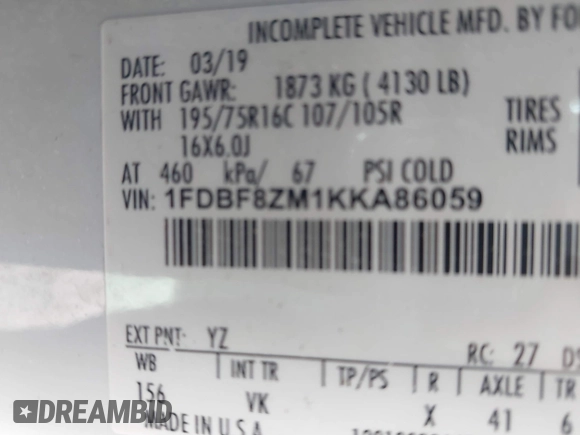 INCOMPLETE VEHICLE MFD. BY FO
DATE: 03/19
FRONT GAWR: 1873 KG ( 4130 LB)
WITH 195/75R16C 107/105R TIRES
16X6.0J RIMS
AT 460 kPa/ 67 PSI COLD
VIN: 1FDBF8ZM1KKA86059
EXT PNT: YZ RC: 27
WB INT TR TP/PS R AXLE TR
156 VK X 41 6
MADE IN U.S.A.
DREAMBID